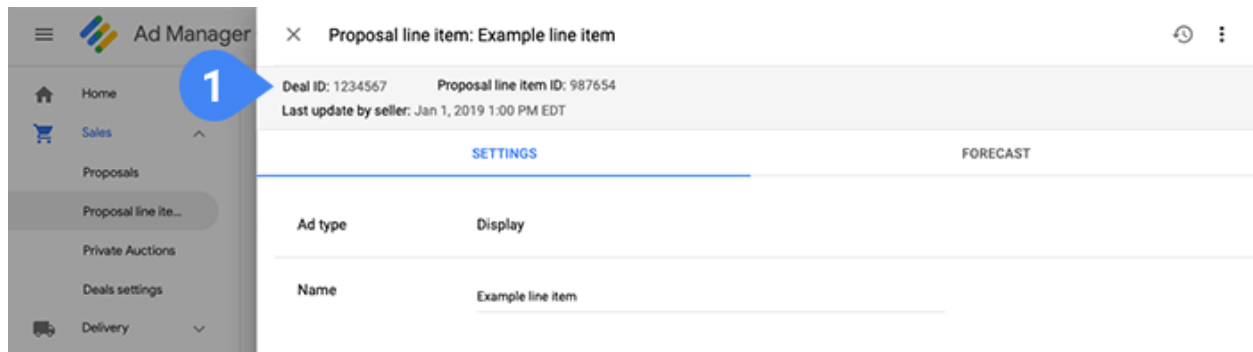 Ad Manager
Proposal line item: Example line item
1
Deal ID: 1234567 Proposal line item ID: 987654
Last update by seller: Jan 1, 2019 1:00 PM EDT
Home
Sales
Proposals
Proposal line ite...
Private Auctions
Deals settings
Delivery
SETTINGS FORECAST
Ad type Display
Name Example line item